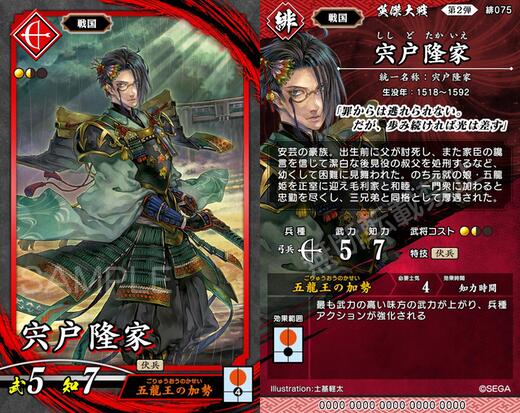 戦国
SAMPLE
宍戸隆家
伏兵
武5 知7
ごりゅうおうのかせい
五龍王の加勢
4
緋
戦国
英傑大戦 第2弾 緋075
ししどたかいえ
宍戸隆家
統一名称：宍戸隆家
生没年：1518～1592
「罪からは逃れられない。
だが、歩み続ければ光は差す」
安芸の豪族。出生前に父が討死し、また家臣の讒
言を信じて潔白な後見役の叔父を処刑するなど、
幼くして困難に見舞われた。のち元就の娘・五龍
姫を正室に迎え毛利家と和睦。一門衆に加わると
忠勤を尽くし、三兄弟と同格として厚遇された。
兵種 武力 知力 武将コスト
弓兵 5 7
特技 伏兵
ごりゅうおうのかせい 必要士気 効果時間
五龍王の加勢 4 知力時間
効果範囲
最も武力の高い味方の武力が上がり、兵種
アクションが強化される
Illustration:士基軽太
©SEGA
0000-0000-0000-0000-0000